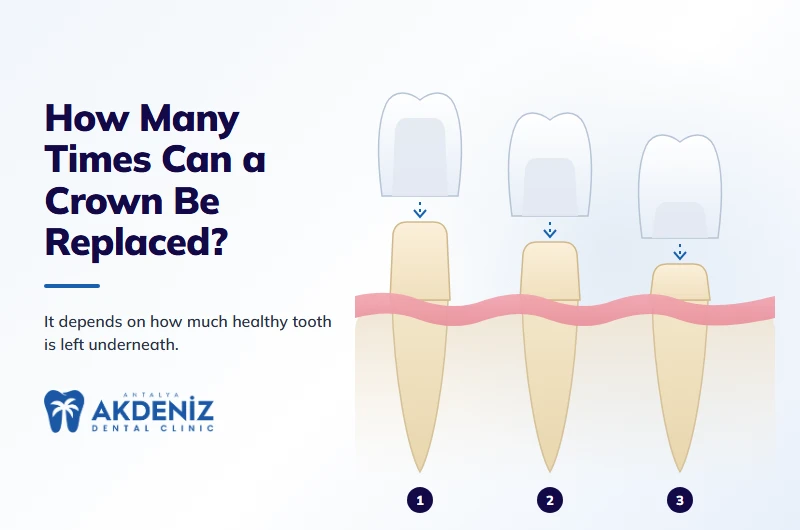 How Many
Times Can a
Crown Be
Replaced?
It depends on how much healthy tooth
is left underneath.
ANTALYA
AKDENİZ
DENTAL CLINIC
1 2 3